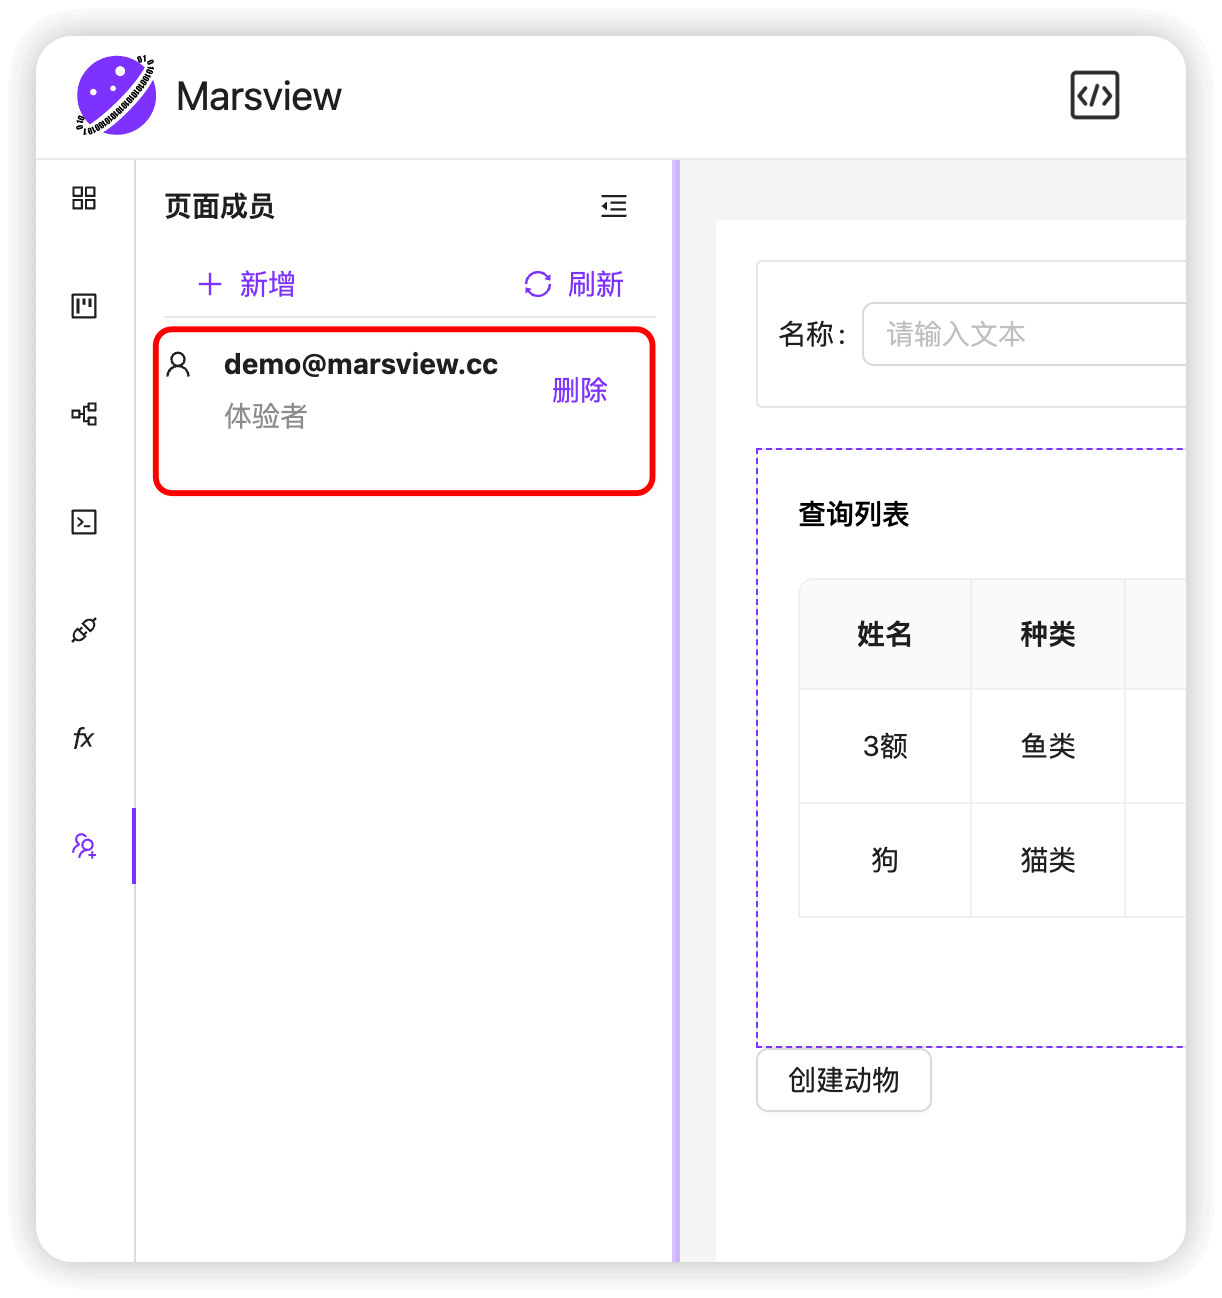 Marsview
页面成员
新增
刷新
demo@marsview.cc
删除
体验者
fx
名称:
请输入文本
查询列表
姓名
种类
3额
鱼类
狗
猫类
创建动物